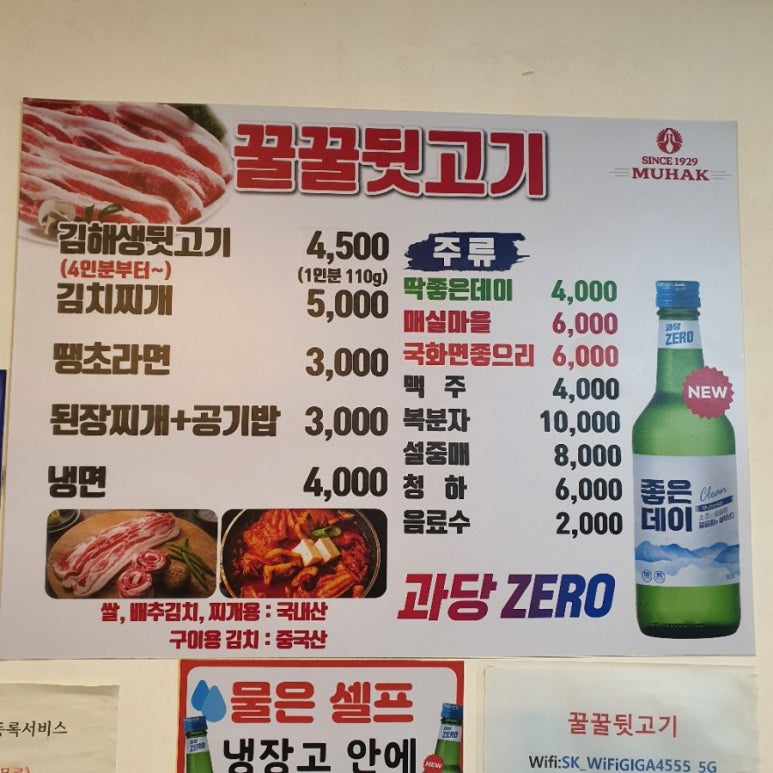 꿀꿀뒷고기
SINCE 1929
MUHAK
김해생뒷고기 4,500
(4인분부터~) (1인분 110g)
김치찌개 5,000
땡초라면 3,000
된장찌개+공기밥 3,000
냉면 4,000
쌀, 배추김치, 찌개용 : 국내산
구이용 김치 : 중국산
주류
딱좋은데이 4,000
매실마을 6,000
국화면좋으리 6,000
맥 주 4,000
복분자 10,000
설중매 8,000
청 하 6,000
음료수 2,000
과당 ZERO
과당
ZERO
NEW
좋은
데이
Clean
등록서비스
물은 셀프
냉장고 안에
ZERO
꿀꿀뒷고기
Wifi:SK_WiFiGIGA4555_5G